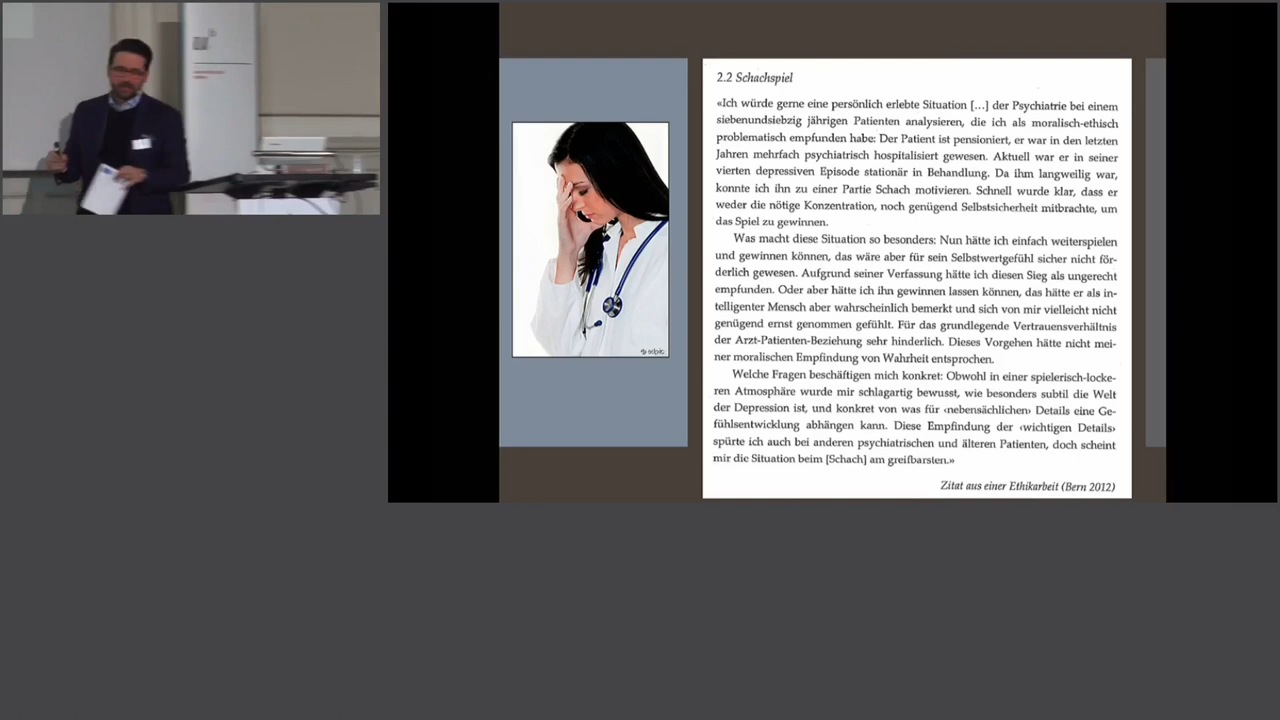 2.2 Schachspiel
«Ich würde gerne eine persönlich erlebte Situation [...] der Psychiatrie bei einem
siebenundsiebzig jährigen Patienten analysieren, die ich als moralisch-ethisch
problematisch empfunden habe: Der Patient ist pensioniert, er war in den letzten
Jahren mehrfach psychiatrisch hospitalisiert gewesen. Aktuell war er in seiner
vierten depressiven Episode stationär in Behandlung. Da ihm langweilig war,
konnte ich ihn zu einer Partie Schach motivieren. Schnell wurde klar, dass er
weder die nötige Konzentration, noch genügend Selbstsicherheit mitbrachte, um
das Spiel zu gewinnen.
Was macht diese Situation so besonders: Nun hätte ich einfach weiterspielen
und gewinnen können, das wäre aber für sein Selbstwertgefühl sicher nicht för-
derlich gewesen. Aufgrund seiner Verfassung hätte ich diesen Sieg als ungerecht
empfunden. Oder aber hätte ich ihn gewinnen lassen können, das hätte er als in-
telligenter Mensch aber wahrscheinlich bemerkt und sich von mir vielleicht nicht
genügend ernst genommen gefühlt. Für das grundlegende Vertrauensverhältnis
der Arzt-Patienten-Beziehung sehr hinderlich. Dieses Vorgehen hätte nicht mei-
ner moralischen Empfindung von Wahrheit entsprochen.
Welche Fragen beschäftigen mich konkret: Obwohl in einer spielerisch-locke-
ren Atmosphäre wurde mir schlagartig bewusst, wie besonders subtil die Welt
der Depression ist, und konkret von was für ‹nebensächlichen› Details eine Ge-
fühlsentwicklung abhängen kann. Diese Empfindung der ‹wichtigen Details›
spürte ich auch bei anderen psychiatrischen und älteren Patienten, doch scheint
mir die Situation beim [Schach] am greifbarsten.»
Zitat aus einer Ethikarbeit (Bern 2012)